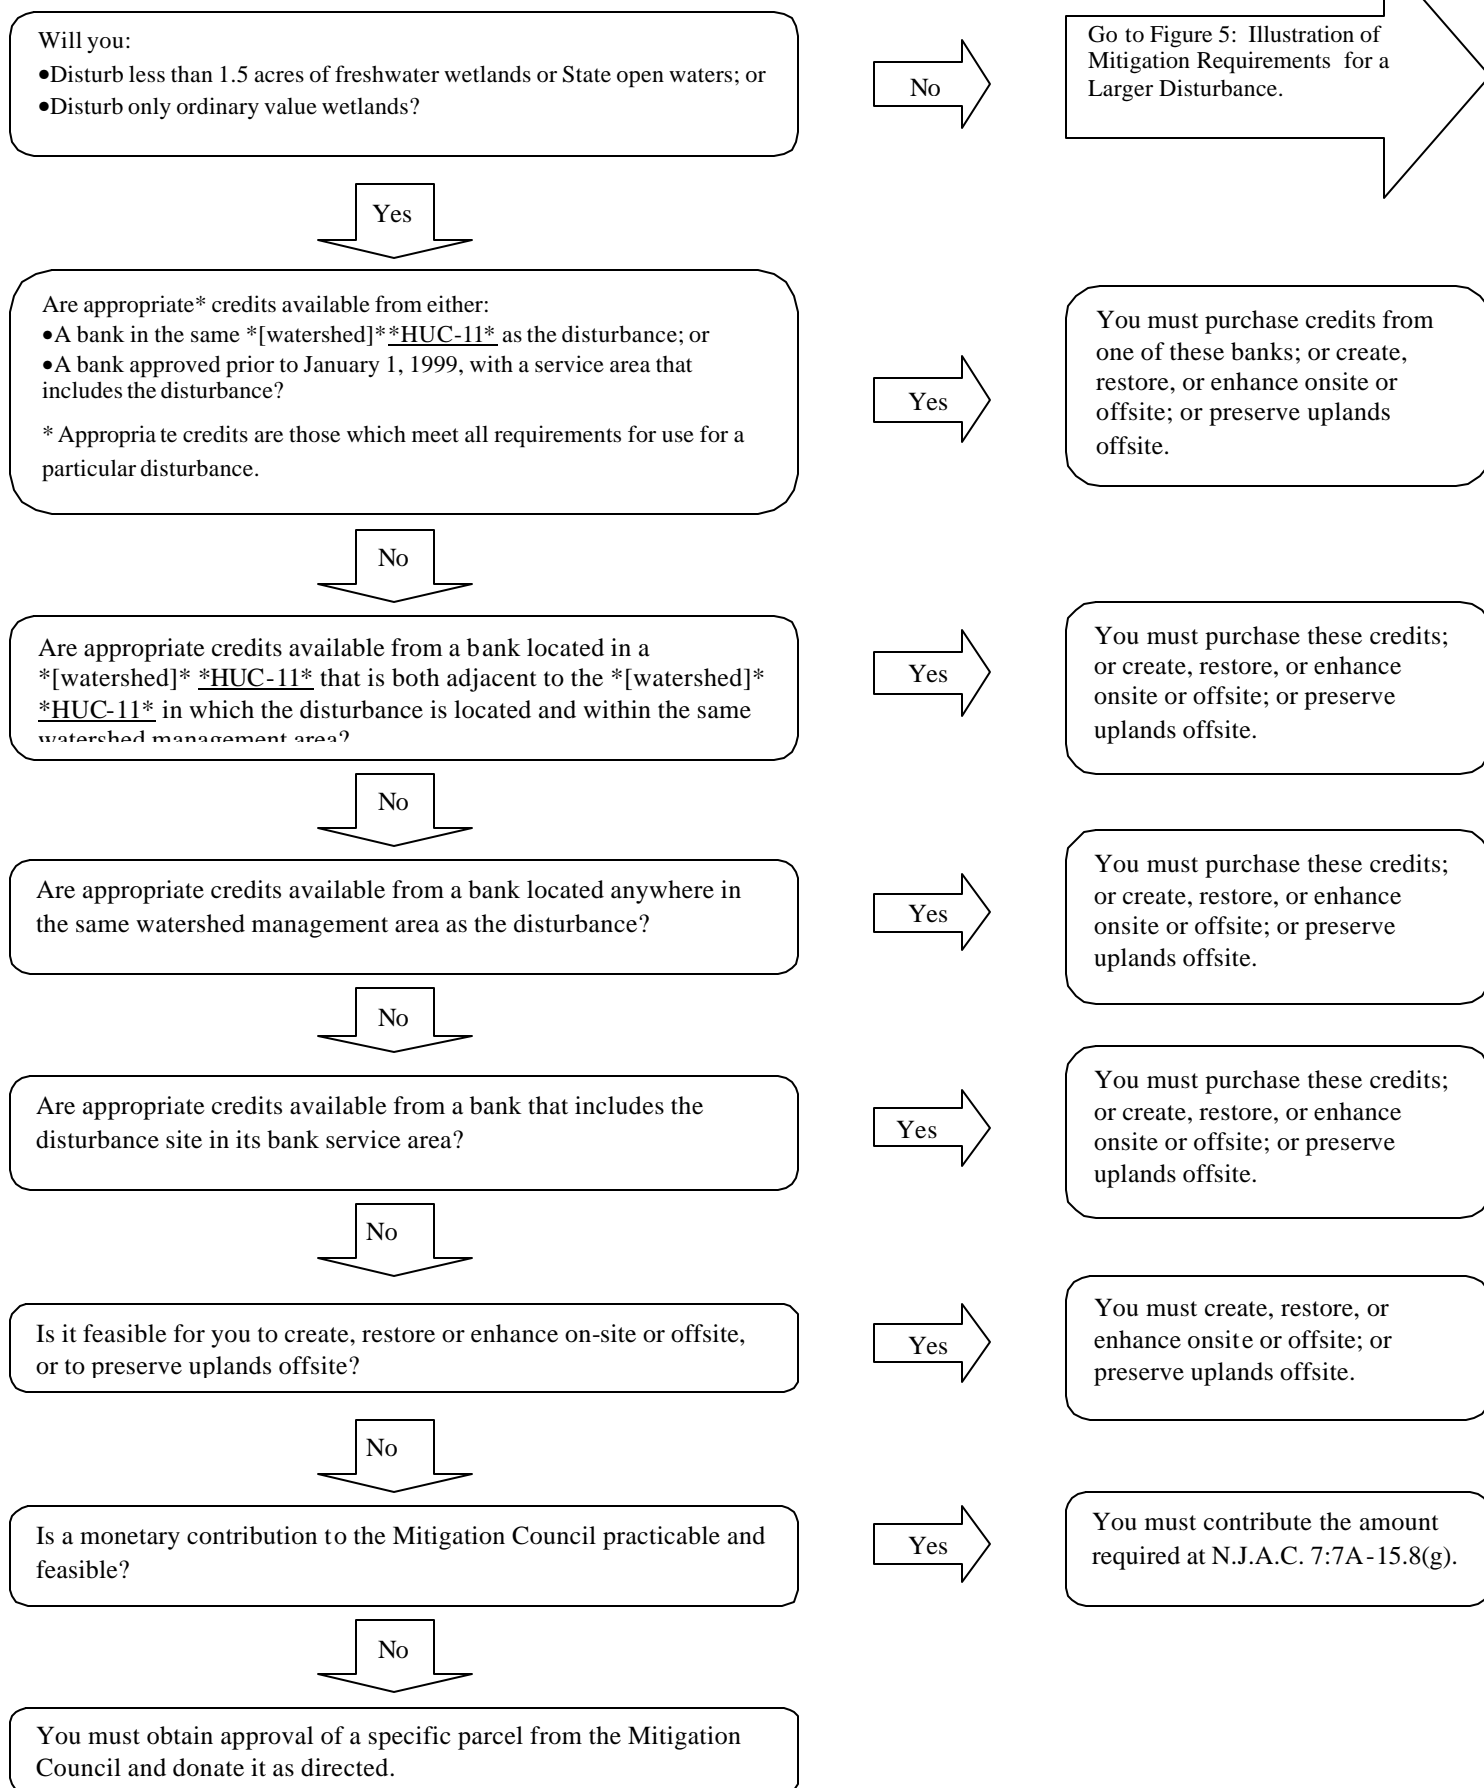 Will you:
•Disturb less than 1.5 acres of freshwater wetlands or State open waters; or
•Disturb only ordinary value wetlands?
No
Go to Figure 5: Illustration of
Mitigation Requirements for a
Larger Disturbance.
Yes
Are appropriate* credits available from either:
•A bank in the same *[watershed]**HUC-11* as the disturbance; or
•A bank approved prior to January 1, 1999, with a service area that
includes the disturbance?
* Appropria te credits are those which meet all requirements for use for a
particular disturbance.
Yes
You must purchase credits from
one of these banks; or create,
restore, or enhance onsite or
offsite; or preserve uplands
offsite.
No
Are appropriate credits available from a bank located in a
*[watershed]* *HUC-11* that is both adjacent to the *[watershed]*
*HUC-11* in which the disturbance is located and within the same
watershed management area?
Yes
You must purchase these credits;
or create, restore, or enhance
onsite or offsite; or preserve
uplands offsite.
No
Are appropriate credits available from a bank located anywhere in
the same watershed management area as the disturbance?
Yes
You must purchase these credits;
or create, restore, or enhance
onsite or offsite; or preserve
uplands offsite.
No
Are appropriate credits available from a bank that includes the
disturbance site in its bank service area?
Yes
You must purchase these credits;
or create, restore, or enhance
onsite or offsite; or preserve
uplands offsite.
No
Is it feasible for you to create, restore or enhance on-site or offsite,
or to preserve uplands offsite?
Yes
You must create, restore, or
enhance onsite or offsite; or
preserve uplands offsite.
No
Is a monetary contribution to the Mitigation Council practicable and
feasible?
Yes
You must contribute the amount
required at N.J.A.C. 7:7A-15.8(g).
No
You must obtain approval of a specific parcel from the Mitigation
Council and donate it as directed.